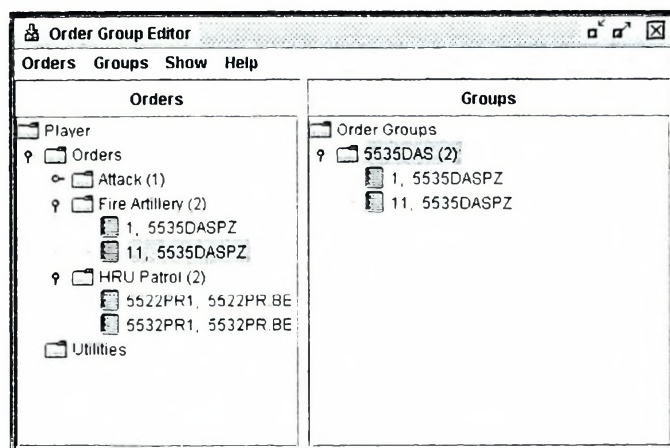 Order Group Editor
Orders Groups Show Help
Orders
Player
Orders
Attack (1)
Fire Artillery (2)
1, 5535DASPZ
11, 5535DASPZ
HRU Patrol (2)
5522PR1, 5522PR.BE
5532PR1, 5532PR.BE
Utilities
Groups
Order Groups
5535DAS (2)
1, 5535DASPZ
11, 5535DASPZ